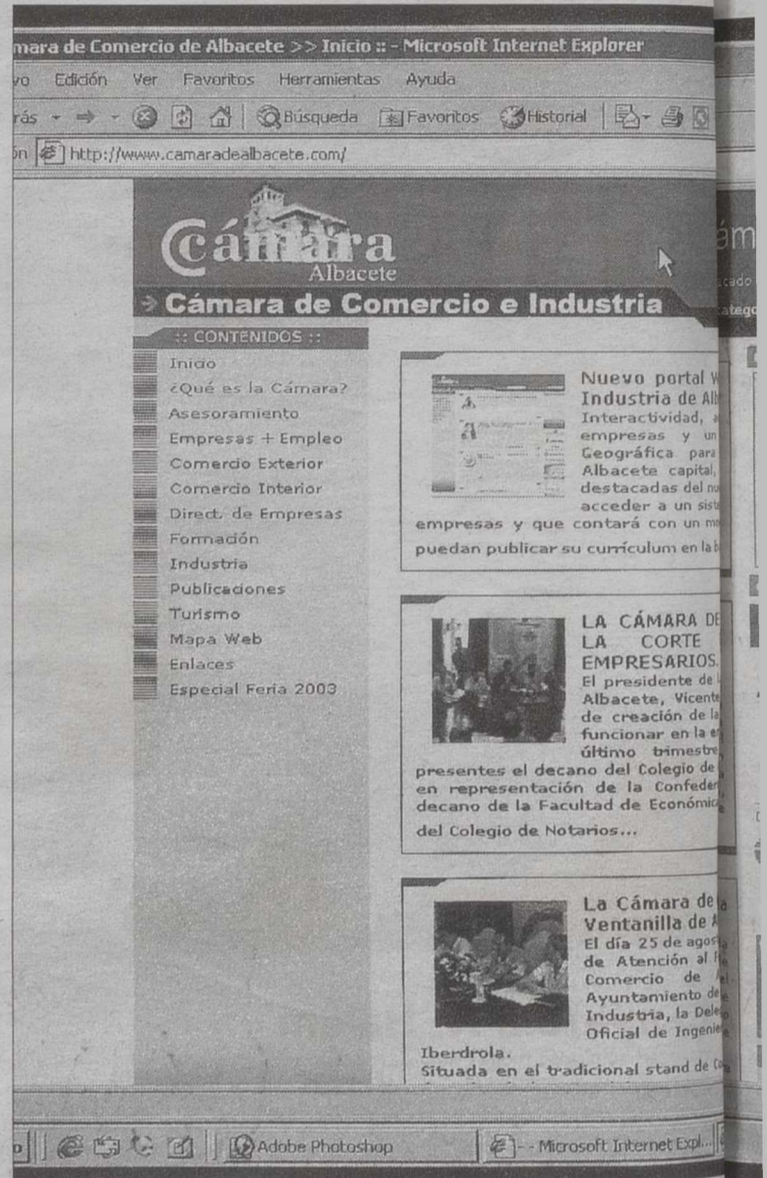 mara de Comercio de Albacete >> Inicio :: - Microsoft Internet Explorer
vo Edición Ver Favoritos Herramientas Ayuda
rás Búsqueda Favoritos Historial
ón http://www.camaradealbacete.com/
cámara
Albacete
Cámara de Comercio e Industria
:: CONTENIDOS ::
Inicio
¿Qué es la Cámara?
Asesoramiento
Empresas + Empleo
Comercio Exterior
Comercio Interior
Direct. de Empresas
Formación
Industria
Publicaciones
Turismo
Mapa Web
Enlaces
Especial Feria 2003
Nuevo portal
Industria de
Interactividad,
empresas y un
Geográfica para
Albacete capital,
destacadas del
acceder a un
empresas y que contará con un
puedan publicar su currículum en la
LA CÁMARA DE
LA CORTE
EMPRESARIOS.
El presidente de
Albacete, Vicente
de creación de la
funcionar en la
último trimestre
presentes el decano del Colegio de
en representación de la
decano de la Facultad de
del Colegio de Notarios...
La Cámara de
Ventanilla de
El día 25 de
de Atención al
Comercio de
Ayuntamiento de
Industria, la
Oficial de
Iberdrola.
Situada en el tradicional stand de
Adobe Photoshop
- - Microsoft Internet Expl...